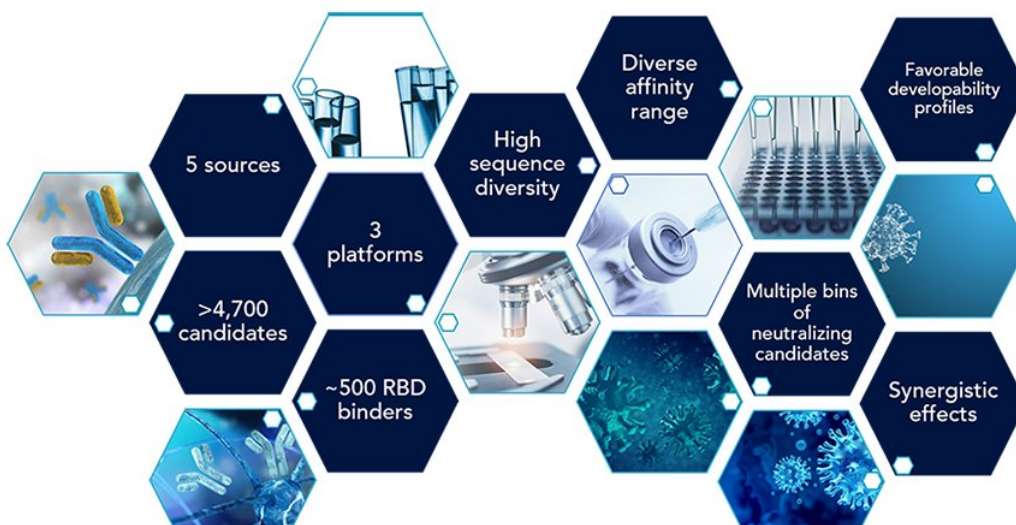 5 sources
>4,700
candidates
3
platforms
~500 RBD
binders
High
sequence
diversity
Diverse
affinity
range
Multiple bins
of
neutralizing
candidates
Favorable
developability
profiles
Synergistic
effects